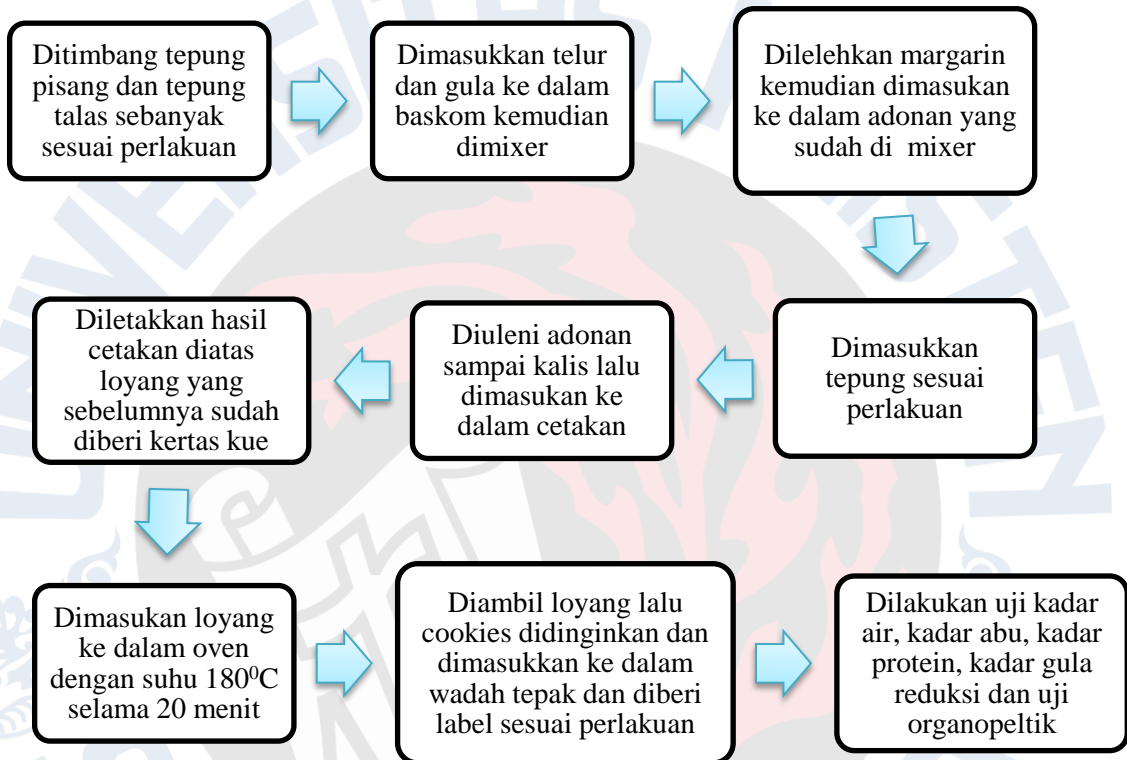 Ditimbang tepung
pisang dan tepung
talas sebanyak
sesuai perlakuan
Dimasukkan telur
dan gula ke dalam
baskom kemudian
dimixer
Dilelehkan margarin
kemudian dimasukan
ke dalam adonan yang
sudah di mixer
Dimasukkan
tepung sesuai
perlakuan
Diuleni adonan
sampai kalis lalu
dimasukan ke
dalam cetakan
Diletakkan hasil
cetakan diatas
loyang yang
sebelumnya sudah
diberi kertas kue
Dimasukan loyang
ke dalam oven
dengan suhu 180⁰C
selama 20 menit
Diambil loyang lalu
cookies didinginkan dan
dimasukkan ke dalam
wadah tepak dan diberi
label sesuai perlakuan
Dilakukan uji kadar
air, kadar abu, kadar
protein, kadar gula
reduksi dan uji
organopeltik